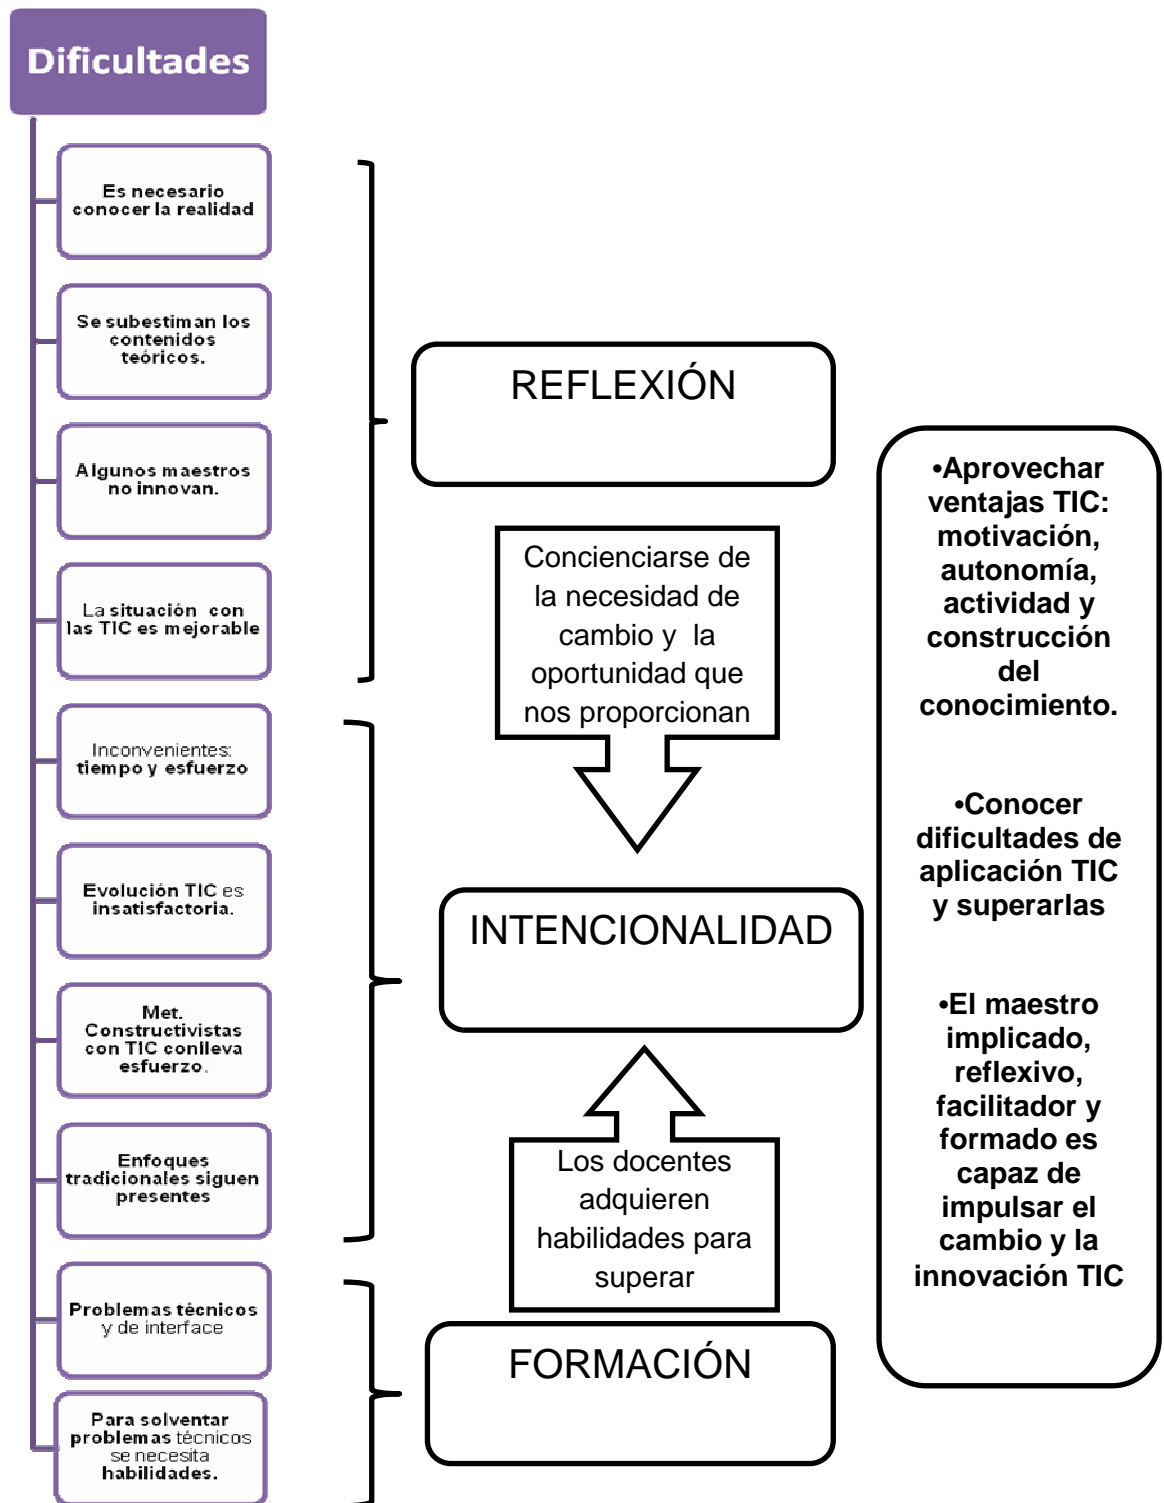 Dificultades
Es necesario
conocer la realidad
Se subestiman los
contenidos
teóricos.
Algunos maestros
no innovan.
La situación con
las TIC es mejorable
Inconvenientes:
tiempo y esfuerzo
Evolución TIC es
insatisfactoria.
Met.
Constructivistas
con TIC conlleva
esfuerzo.
Enfoques
tradicionales siguen
presentes
Problemas técnicos
y de interface
Para solventar
problemas técnicos
se necesita
habilidades.
REFLEXIÓN
Concienciarse de
la necesidad de
cambio y la
oportunidad que
nos proporcionan
INTENCIONALIDAD
Los docentes
adquieren
habilidades para
superar
FORMACIÓN
•Aprovechar
ventajas TIC:
motivación,
autonomía,
actividad y
construcción
del
conocimiento.
•Conocer
dificultades de
aplicación TIC
y superarlas
•El maestro
implicado,
reflexivo,
facilitador y
formado es
capaz de
impulsar el
cambio y la
innovación TIC